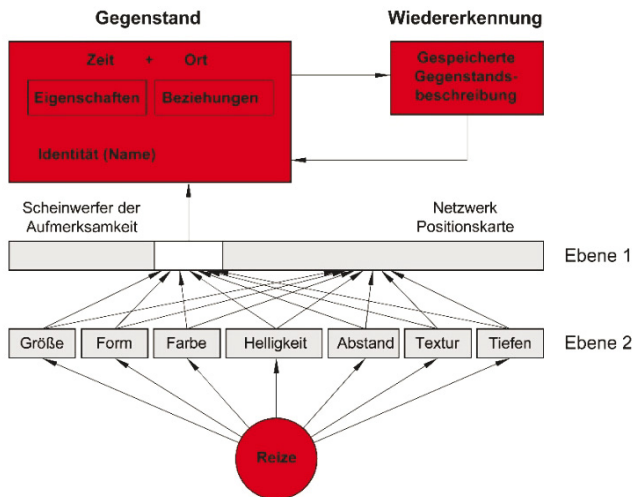 Gegenstand
Wiedererkennung
Zeit + Ort
Eigenschaften
Beziehungen
Identität (Name)
Gespeicherte
Gegenstands-
beschreibung
Scheinwerfer der
Aufmerksamkeit
Netzwerk
Positionskarte
Ebene 1
Größe
Form
Farbe
Helligkeit
Abstand
Textur
Tiefen
Ebene 2
Reize